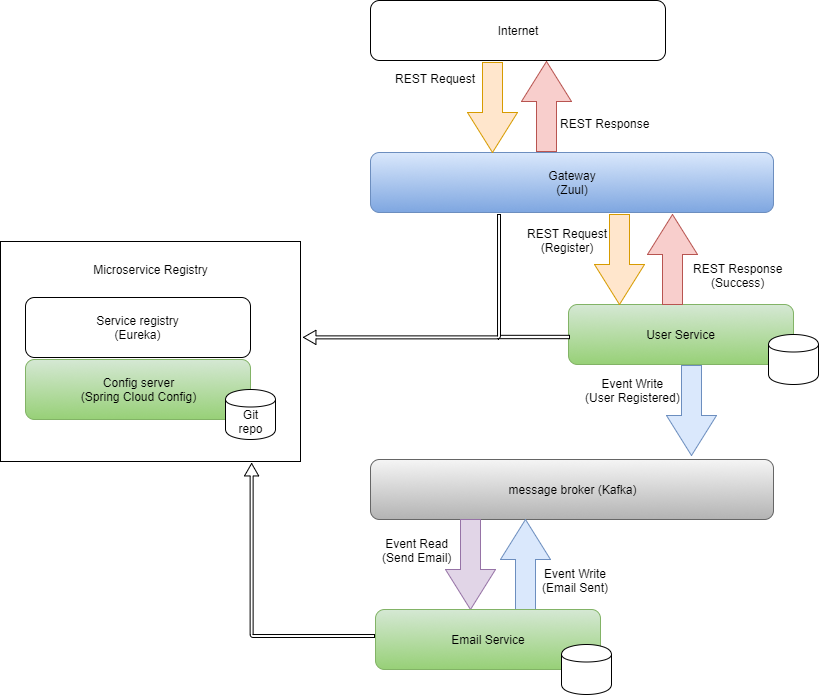 Internet
REST Request
REST Response
Gateway
(Zuul)
REST Request
(Register)
REST Response
(Success)
Microservice Registry
Service registry
(Eureka)
Config server
(Spring Cloud Config)
Git
repo
User Service
Event Write
(User Registered)
message broker (Kafka)
Event Read
(Send Email)
Event Write
(Email Sent)
Email Service